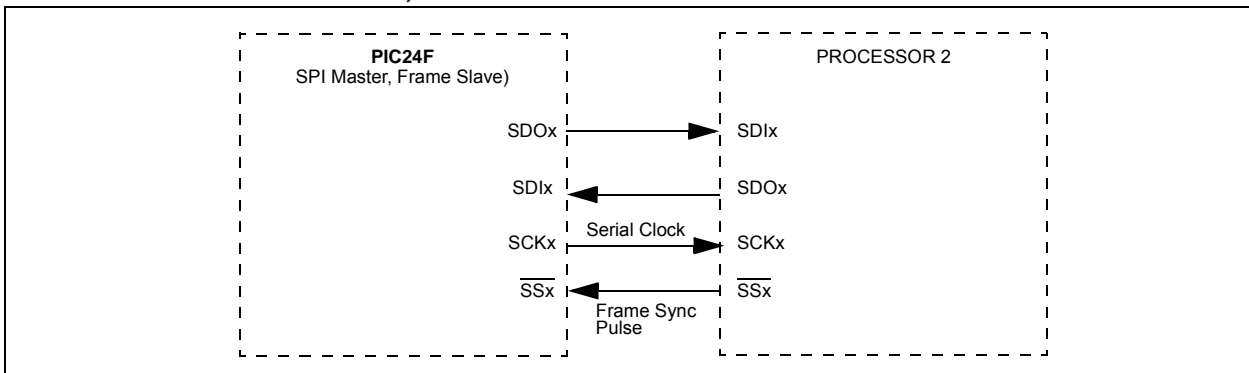 PIC24F
SPI Master, Frame Slave)
PROCESSOR 2
SDOx
SDIx
SDIx
SDOx
SCKx
Serial Clock
SCKx
SSx
SSx
Frame Sync
Pulse